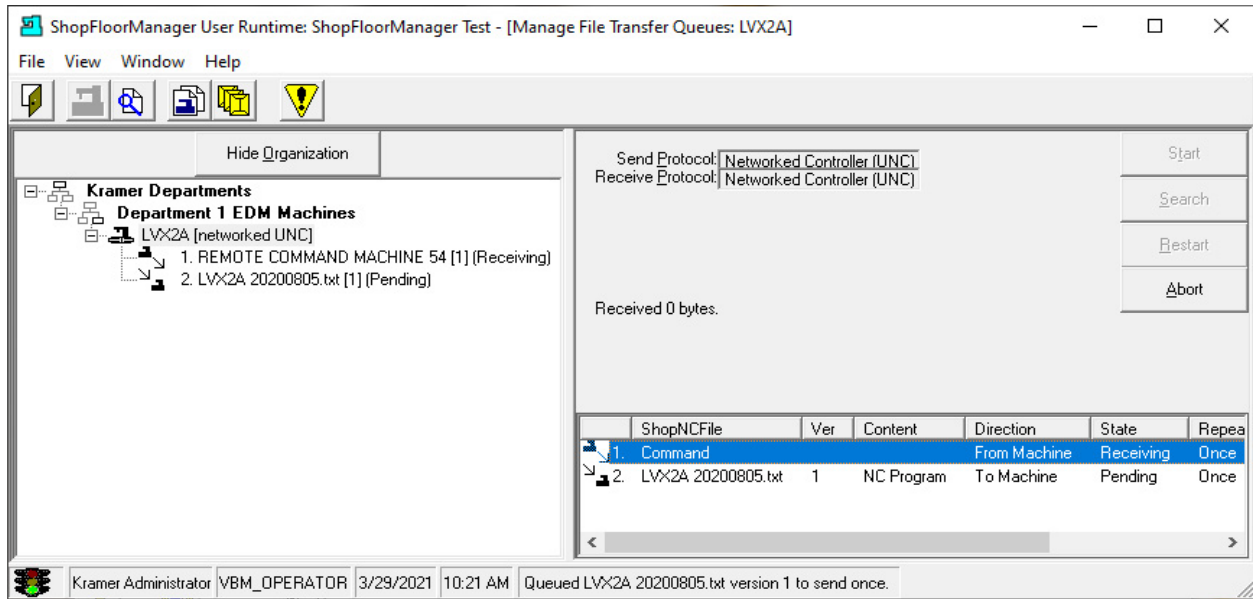 ShopFloorManager User Runtime: ShopFloorManager Test - [Manage File Transfer Queues: LVX2A]
File View Window Help
Hide Organization
Kramer Departments
Department 1 EDM Machines
LVX2A [networked UNC]
1. REMOTE COMMAND MACHINE 54 [1] (Receiving)
2. LVX2A 20200805.txt [1] (Pending)
Send Protocol: Networked Controller (UNC)
Receive Protocol: Networked Controller (UNC)
Received 0 bytes.
Start
Search
Restart
Abort
ShopNCFile Ver Content Direction State Repea
1. Command From Machine Receiving Once
2. LVX2A 20200805.txt 1 NC Program To Machine Pending Once
Kramer Administrator VBM_OPERATOR 3/29/2021 10:21 AM Queued LVX2A 20200805.txt version 1 to send once.